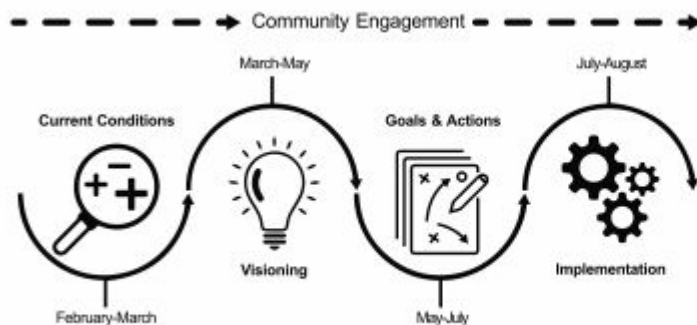 Community Engagement
March-May
July-August
Current Conditions
Goals & Actions
Visioning
Implementation
February-March
May-July